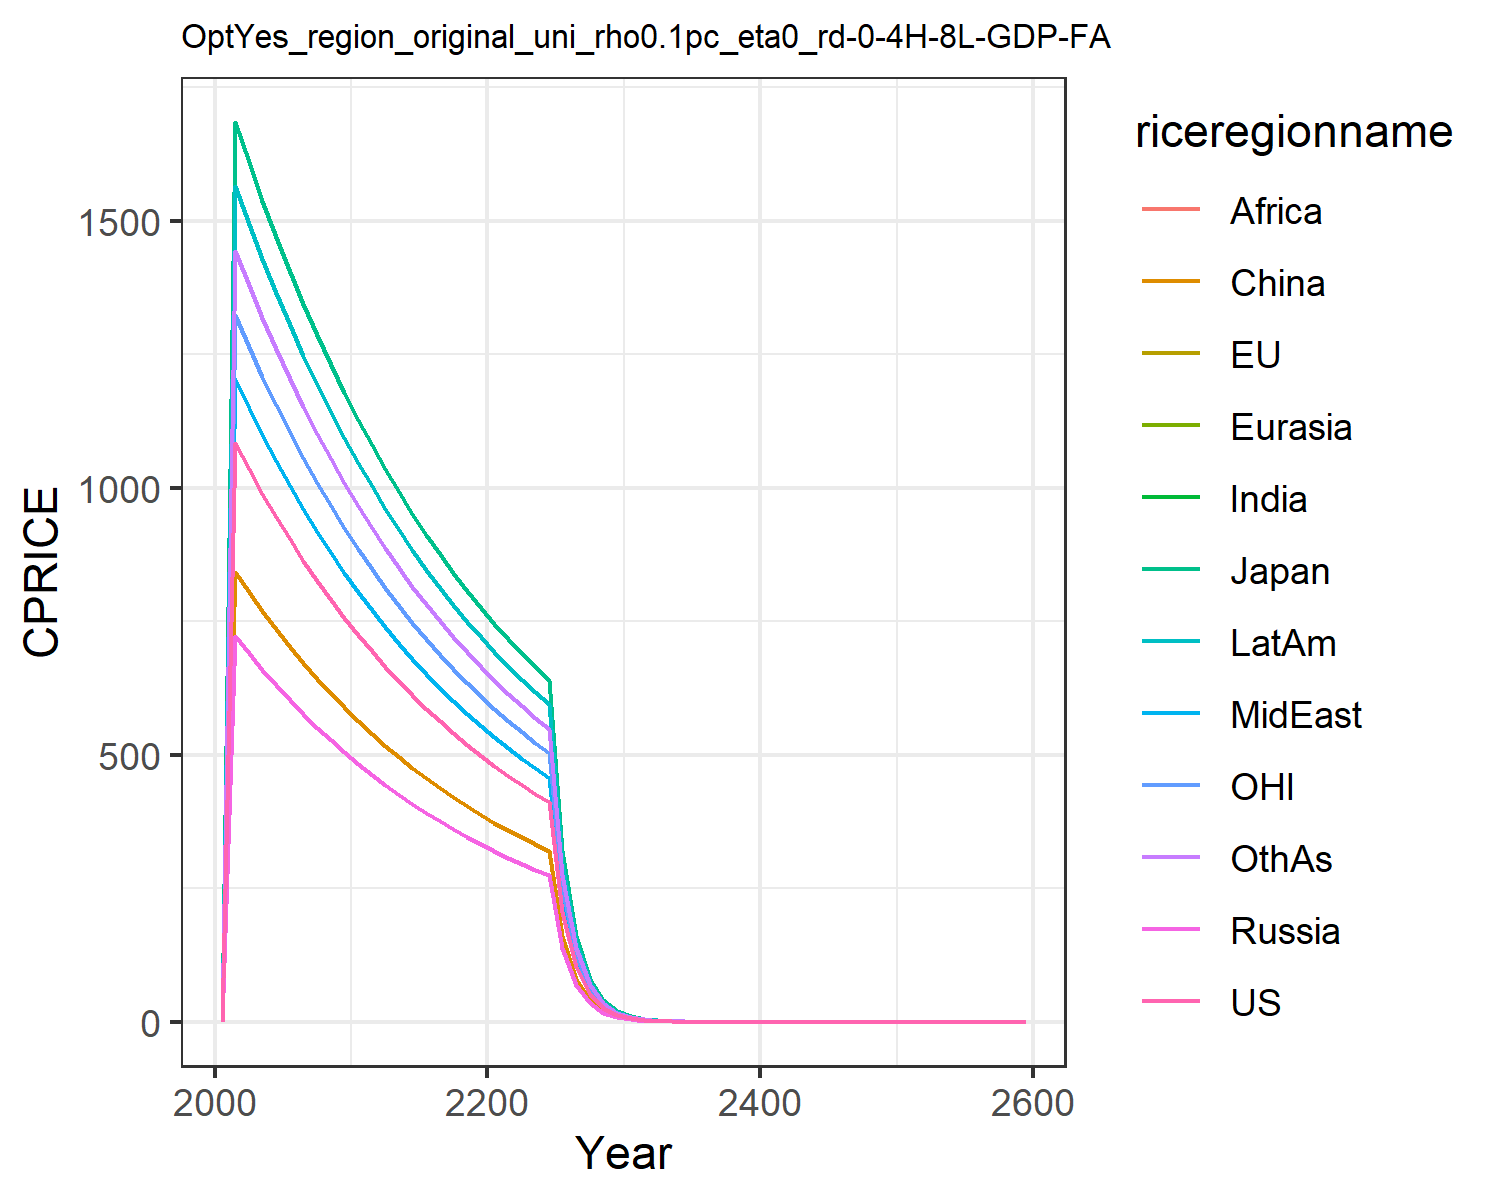 OptYes_region_original_uni_rho0.1pc_eta0_rd-0-4H-8L-GDP-FA
riceregionname
Africa
China
EU
Eurasia
India
Japan
LatAm
MidEast
OHI
OthAs
Russia
US
CPRICE
1500
1000
500
0
2000
2200
2400
2600
Year